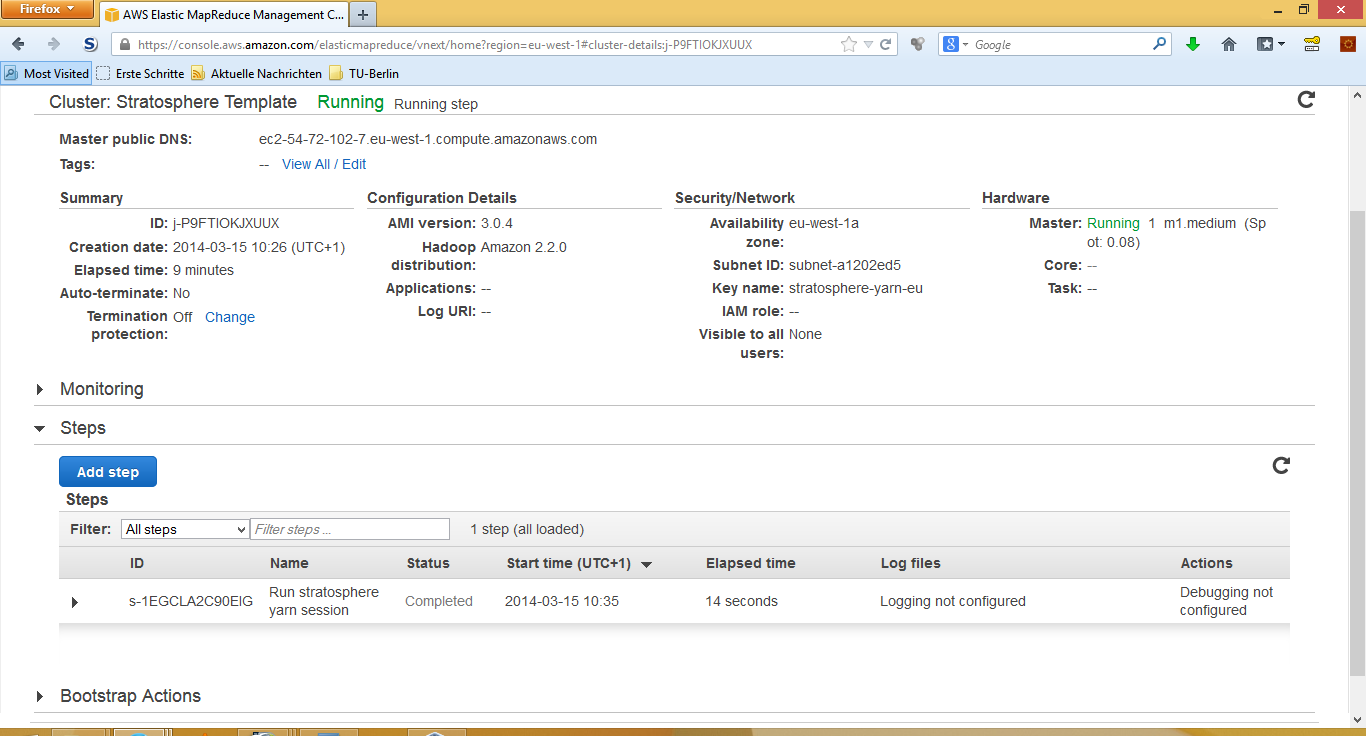 Firefox
AWS Elastic MapReduce Management C...
https://console.aws.amazon.com/elasticmapreduce/vnext/home?region=eu-west-1#cluster-details:j-P9FTIOKJXUUX
Google
Most Visited Erste Schritte Aktuelle Nachrichten TU-Berlin
Cluster: Stratosphere Template Running Running step
Master public DNS: ec2-54-72-102-7.eu-west-1.compute.amazonaws.com
Tags: -- View All / Edit
Summary
ID: j-P9FTIOKJXUUX
Creation date: 2014-03-15 10:26 (UTC+1)
Elapsed time: 9 minutes
Auto-terminate: No
Termination Off Change
protection:
Configuration Details
AMI version: 3.0.4
Hadoop Amazon 2.2.0
distribution:
Applications: --
Log URI: --
Security/Network
Availability eu-west-1a
zone:
Subnet ID: subnet-a1202ed5
Key name: stratosphere-yarn-eu
IAM role: --
Visible to all None
users:
Hardware
Master: Running 1 m1.medium (Sp
ot: 0.08)
Core: --
Task: --
Monitoring
Steps
Add step
Steps
Filter: All steps Filter steps ... 1 step (all loaded)
ID Name Status Start time (UTC+1) Elapsed time Log files Actions
s-1EGCLA2C90EIG Run stratosphere Completed 2014-03-15 10:35 14 seconds Logging not configured Debugging not
yarn session configured
Bootstrap Actions